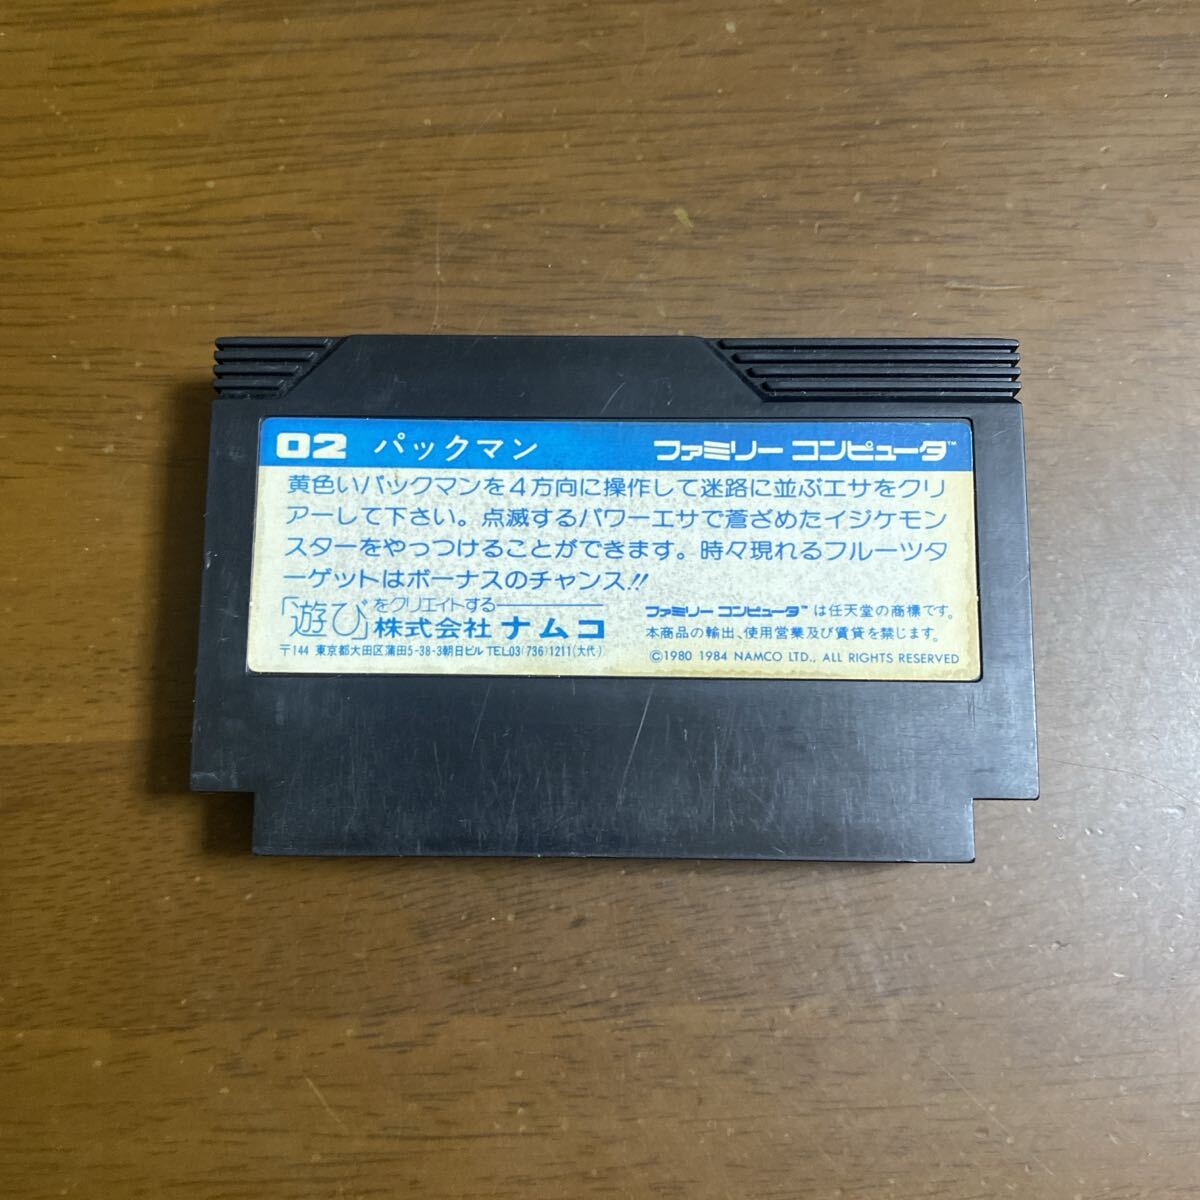 02 パックマン ファミリー コンピュータ™
黄色いパックマンを4方向に操作して迷路に並ぶエサをクリ
アーして下さい。点滅するパワーエサで蒼ざめたイジケモン
スターをやっつけることができます。時々現れるフルーツタ
ーゲットはボーナスのチャンス!!
「遊び」をクリエイトする
株式会社 ナムコ
〒144 東京都大田区蒲田5-38-3朝日ビル TEL.03(736)1211(大代)
ファミリー コンピュータ™ は任天堂の商標です。
本商品の輸出、使用営業及び賃貸を禁じます。
©1980 1984 NAMCO LTD., ALL RIGHTS RESERVED